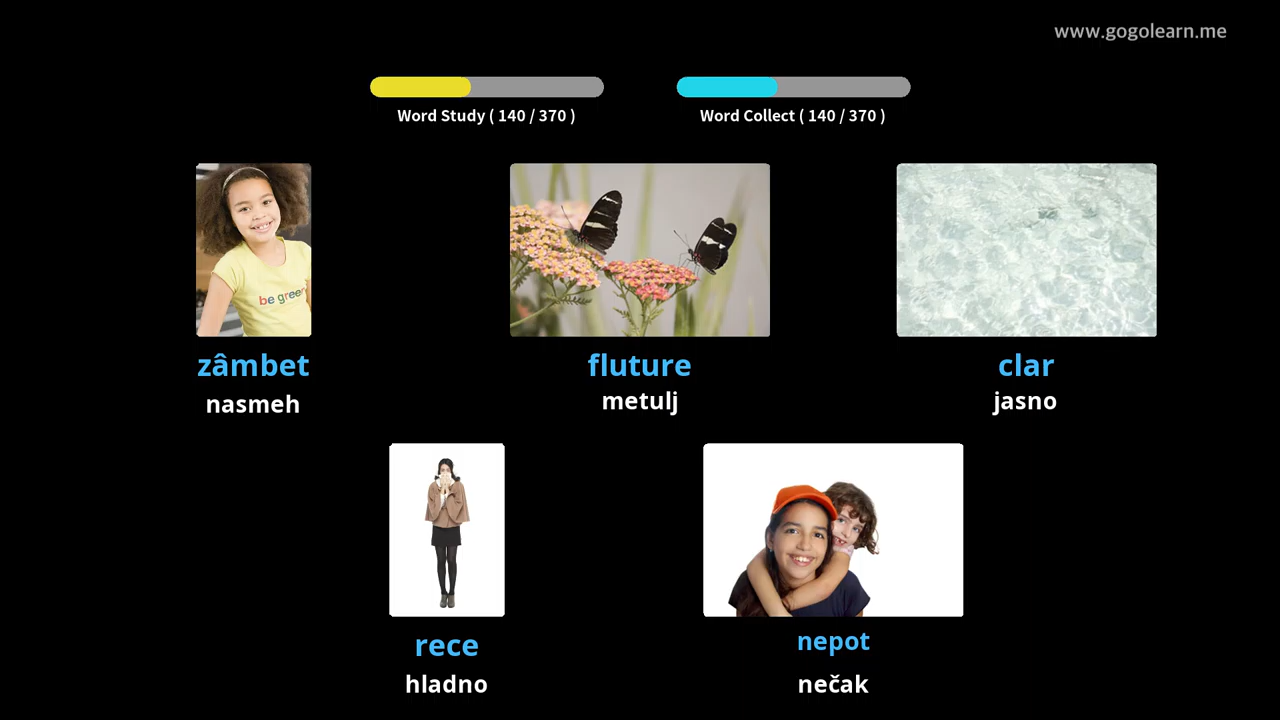 www.gogolearn.me
Word Study ( 140 / 370 )
Word Collect ( 140 / 370 )
be green
zâmbet
fluture
clar
nasmeh
metulj
jasno
rece
nepot
hladno
nečak